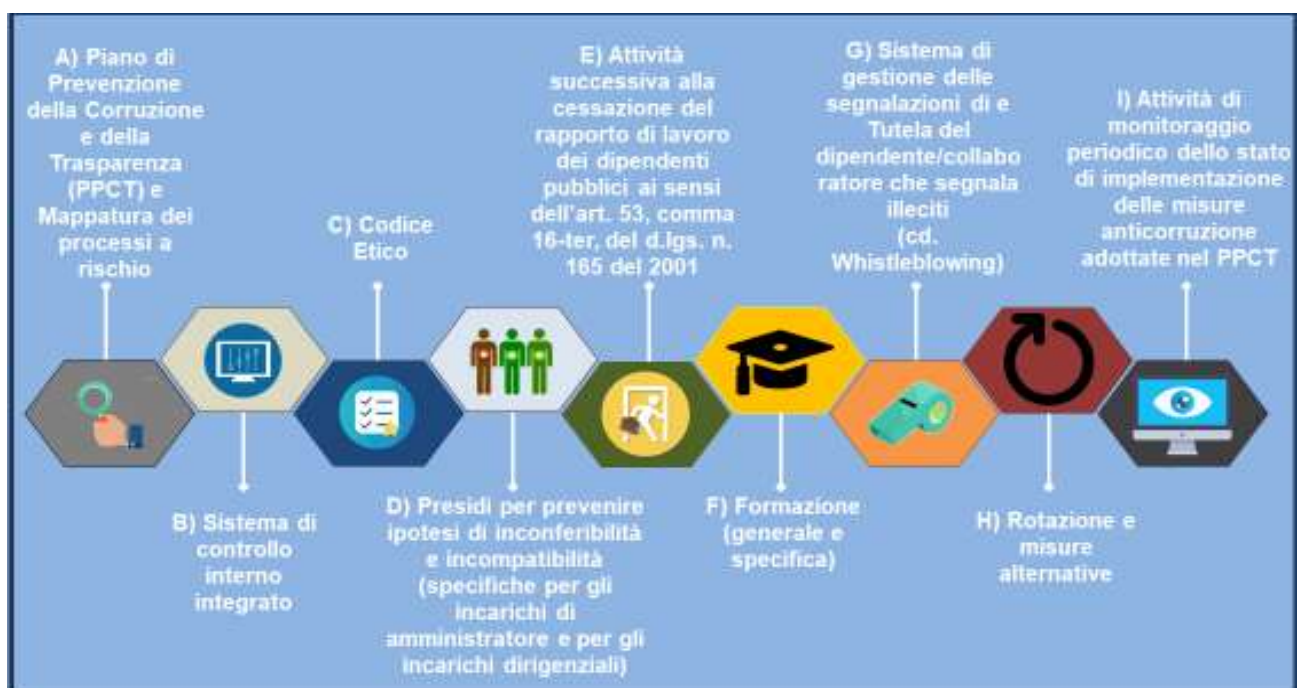 A) Piano di
Prevenzione
della Corruzione
e della
Trasparenza
(PPCT) e
Mappatura dei
processi a
rischio
B) Sistema di
controllo
interno
integrato
C) Codice
Etico
D) Presidi per prevenire
ipotesi di inconferibilità
e incompatibilità
(specifiche per gli
incarichi di
amministratore e per gli
incarichi dirigenziali)
E) Attività
successiva alla
cessazione del
rapporto di lavoro
dei dipendenti
pubblici ai sensi
dell'art. 53, comma
16-ter, del d.lgs. n.
165 del 2001
F) Formazione
(generale e
specifica)
G) Sistema di
gestione delle
segnalazioni di e
Tutela del
dipendente/collabo
ratore che segnala
illeciti
(cd.
Whistleblowing)
H) Rotazione e
misure
alternative
I) Attività di
monitoraggio
periodico dello stato
di implementazione
delle misure
anticorruzione
adottate nel PPCT